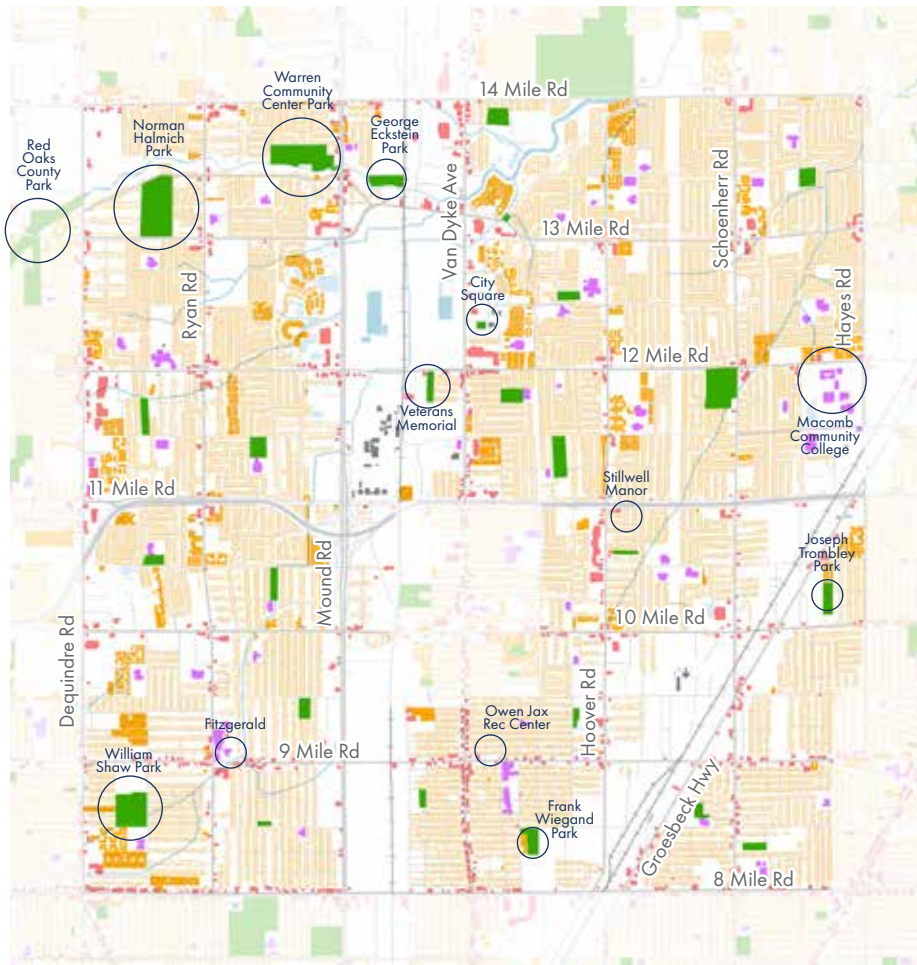 14 Mile Rd
Warren
Community
Center Park
Norman
Halmich
Park
George
Eckstein
Park
Red
Oaks
County
Park
Van Dyke Ave
Schoenherr Rd
13 Mile Rd
Ryan Rd
City
Square
Hayes Rd
12 Mile Rd
Veterans
Memorial
Macomb
Community
College
11 Mile Rd
Stillwell
Manor
Joseph
Trombley
Park
Mound Rd
10 Mile Rd
Dequindre Rd
Hoover Rd
Owen Jax
Rec Center
Fitzgerald
9 Mile Rd
William
Shaw Park
Frank
Wiegand
Park
Groesbeck Hwy
8 Mile Rd